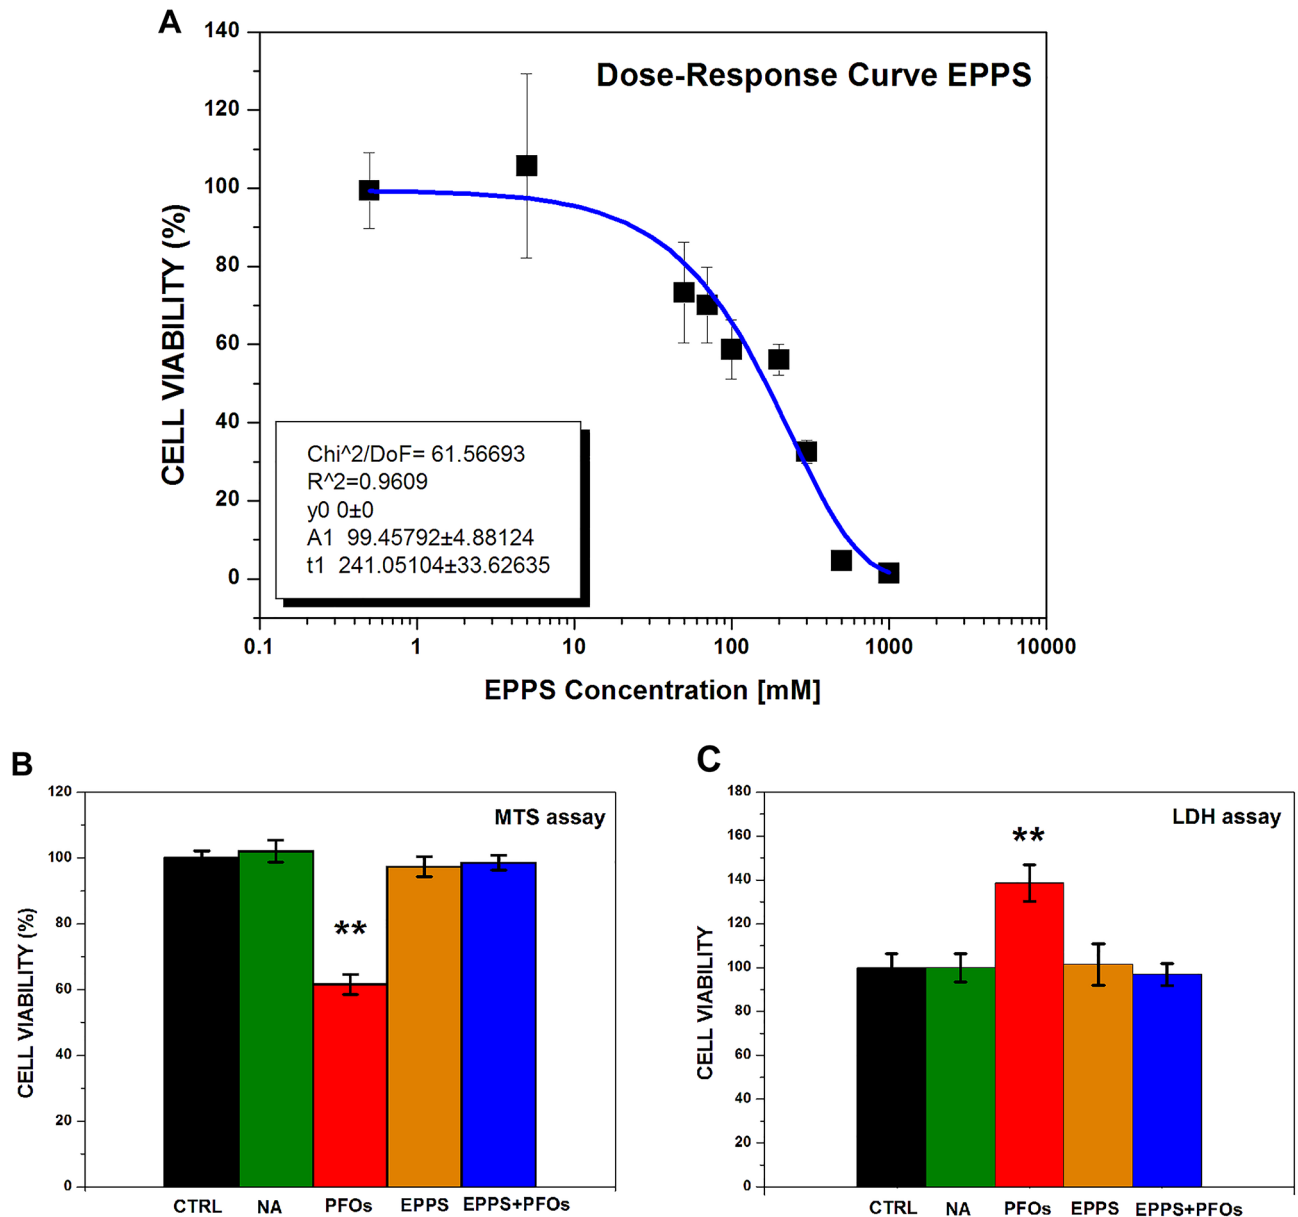 A
Dose-Response Curve EPPS
CELL VIABILITY (%)
140
120
100
80
60
40
20
0
Chi^2/DoF= 61.56693
R^2=0.9609
y0 0±0
A1 99.45792±4.88124
t1 241.05104±33.62635
0.1 1 10 100 1000 10000
EPPS Concentration [mM]
B
MTS assay
CELL VIABILITY (%)
120
100
80
60
40
20
0
**
CTRL NA PFOs EPPS EPPS+PFOs
C
LDH assay
CELL VIABILITY
180
160
140
120
100
80
60
40
20
0
**
CTRL NA PFOs EPPS EPPS+PFOs